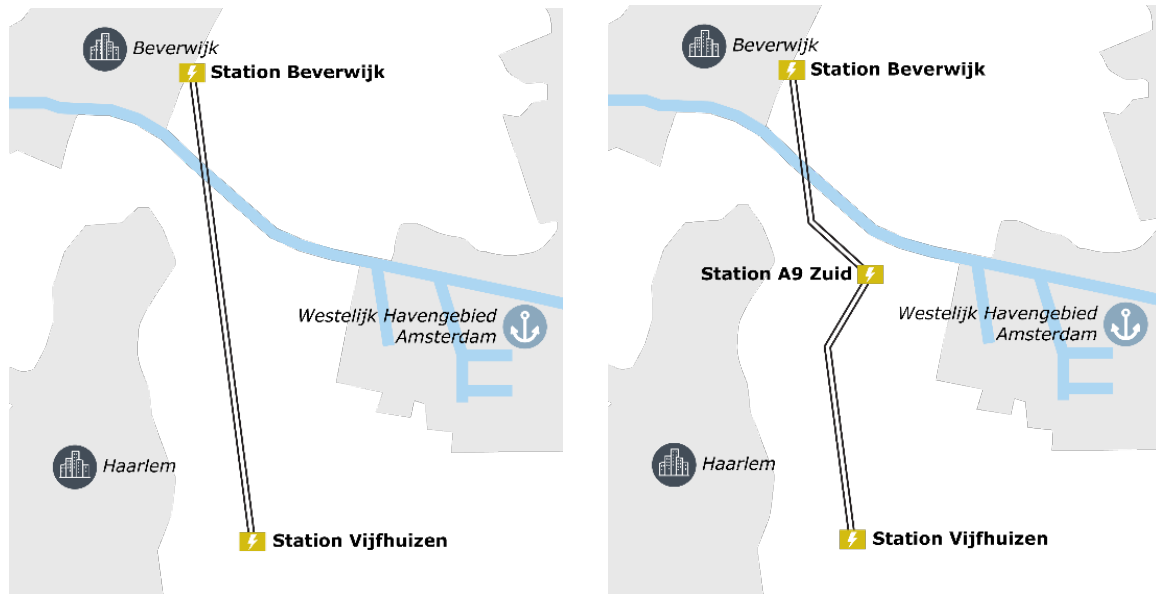 Beverwijk
Station Beverwijk
Westelijk Havengebied
Amsterdam
Haarlem
Station Vijfhuizen
Beverwijk
Station Beverwijk
Station A9 Zuid
Westelijk Havengebied
Amsterdam
Haarlem
Station Vijfhuizen